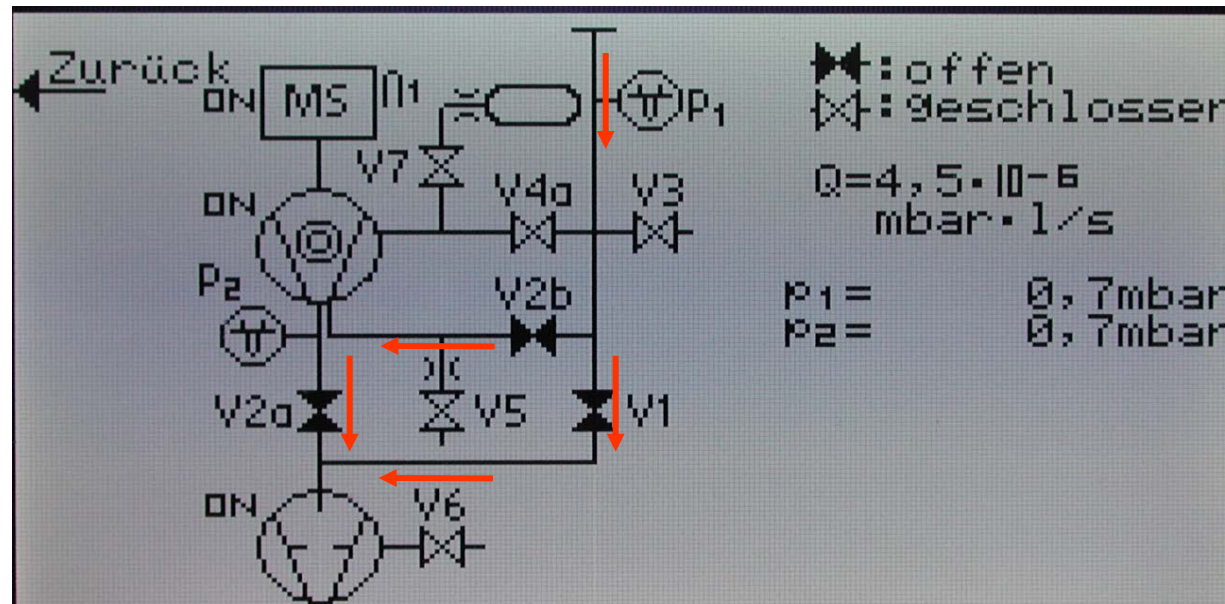 Zurück
ON MS n1
p1
V7
V4a V3
ON
P2
V2b
V2a V5 V1
ON V6
: offen
: geschlossen
Q=4,5·10-6
mbar·l/s
P1= 0,7mbar
P2= 0,7mbar